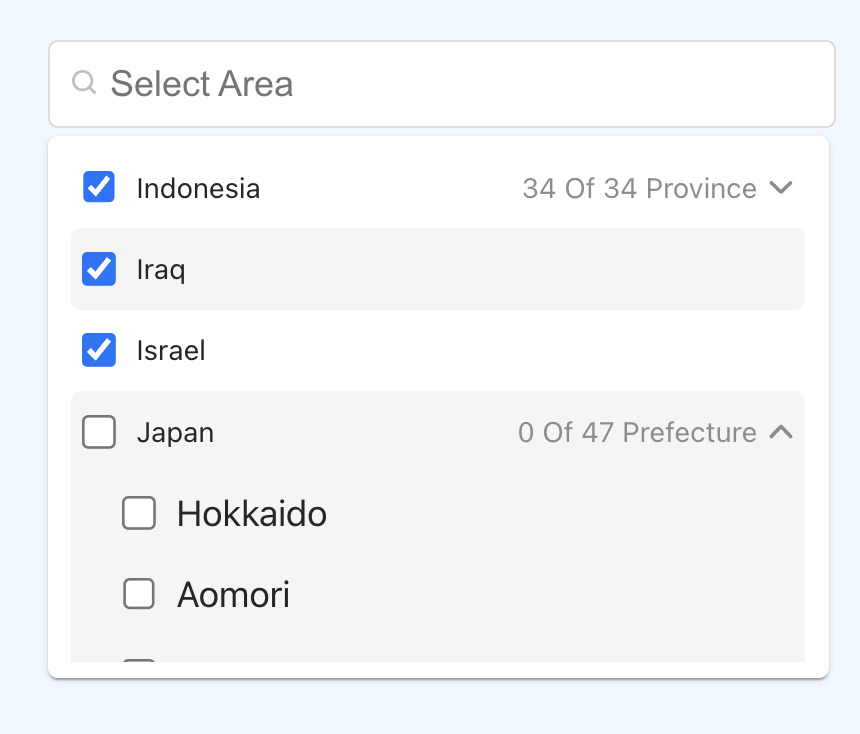 Select Area
Indonesia 34 Of 34 Province
Iraq
Israel
Japan 0 Of 47 Prefecture
Hokkaido
Aomori